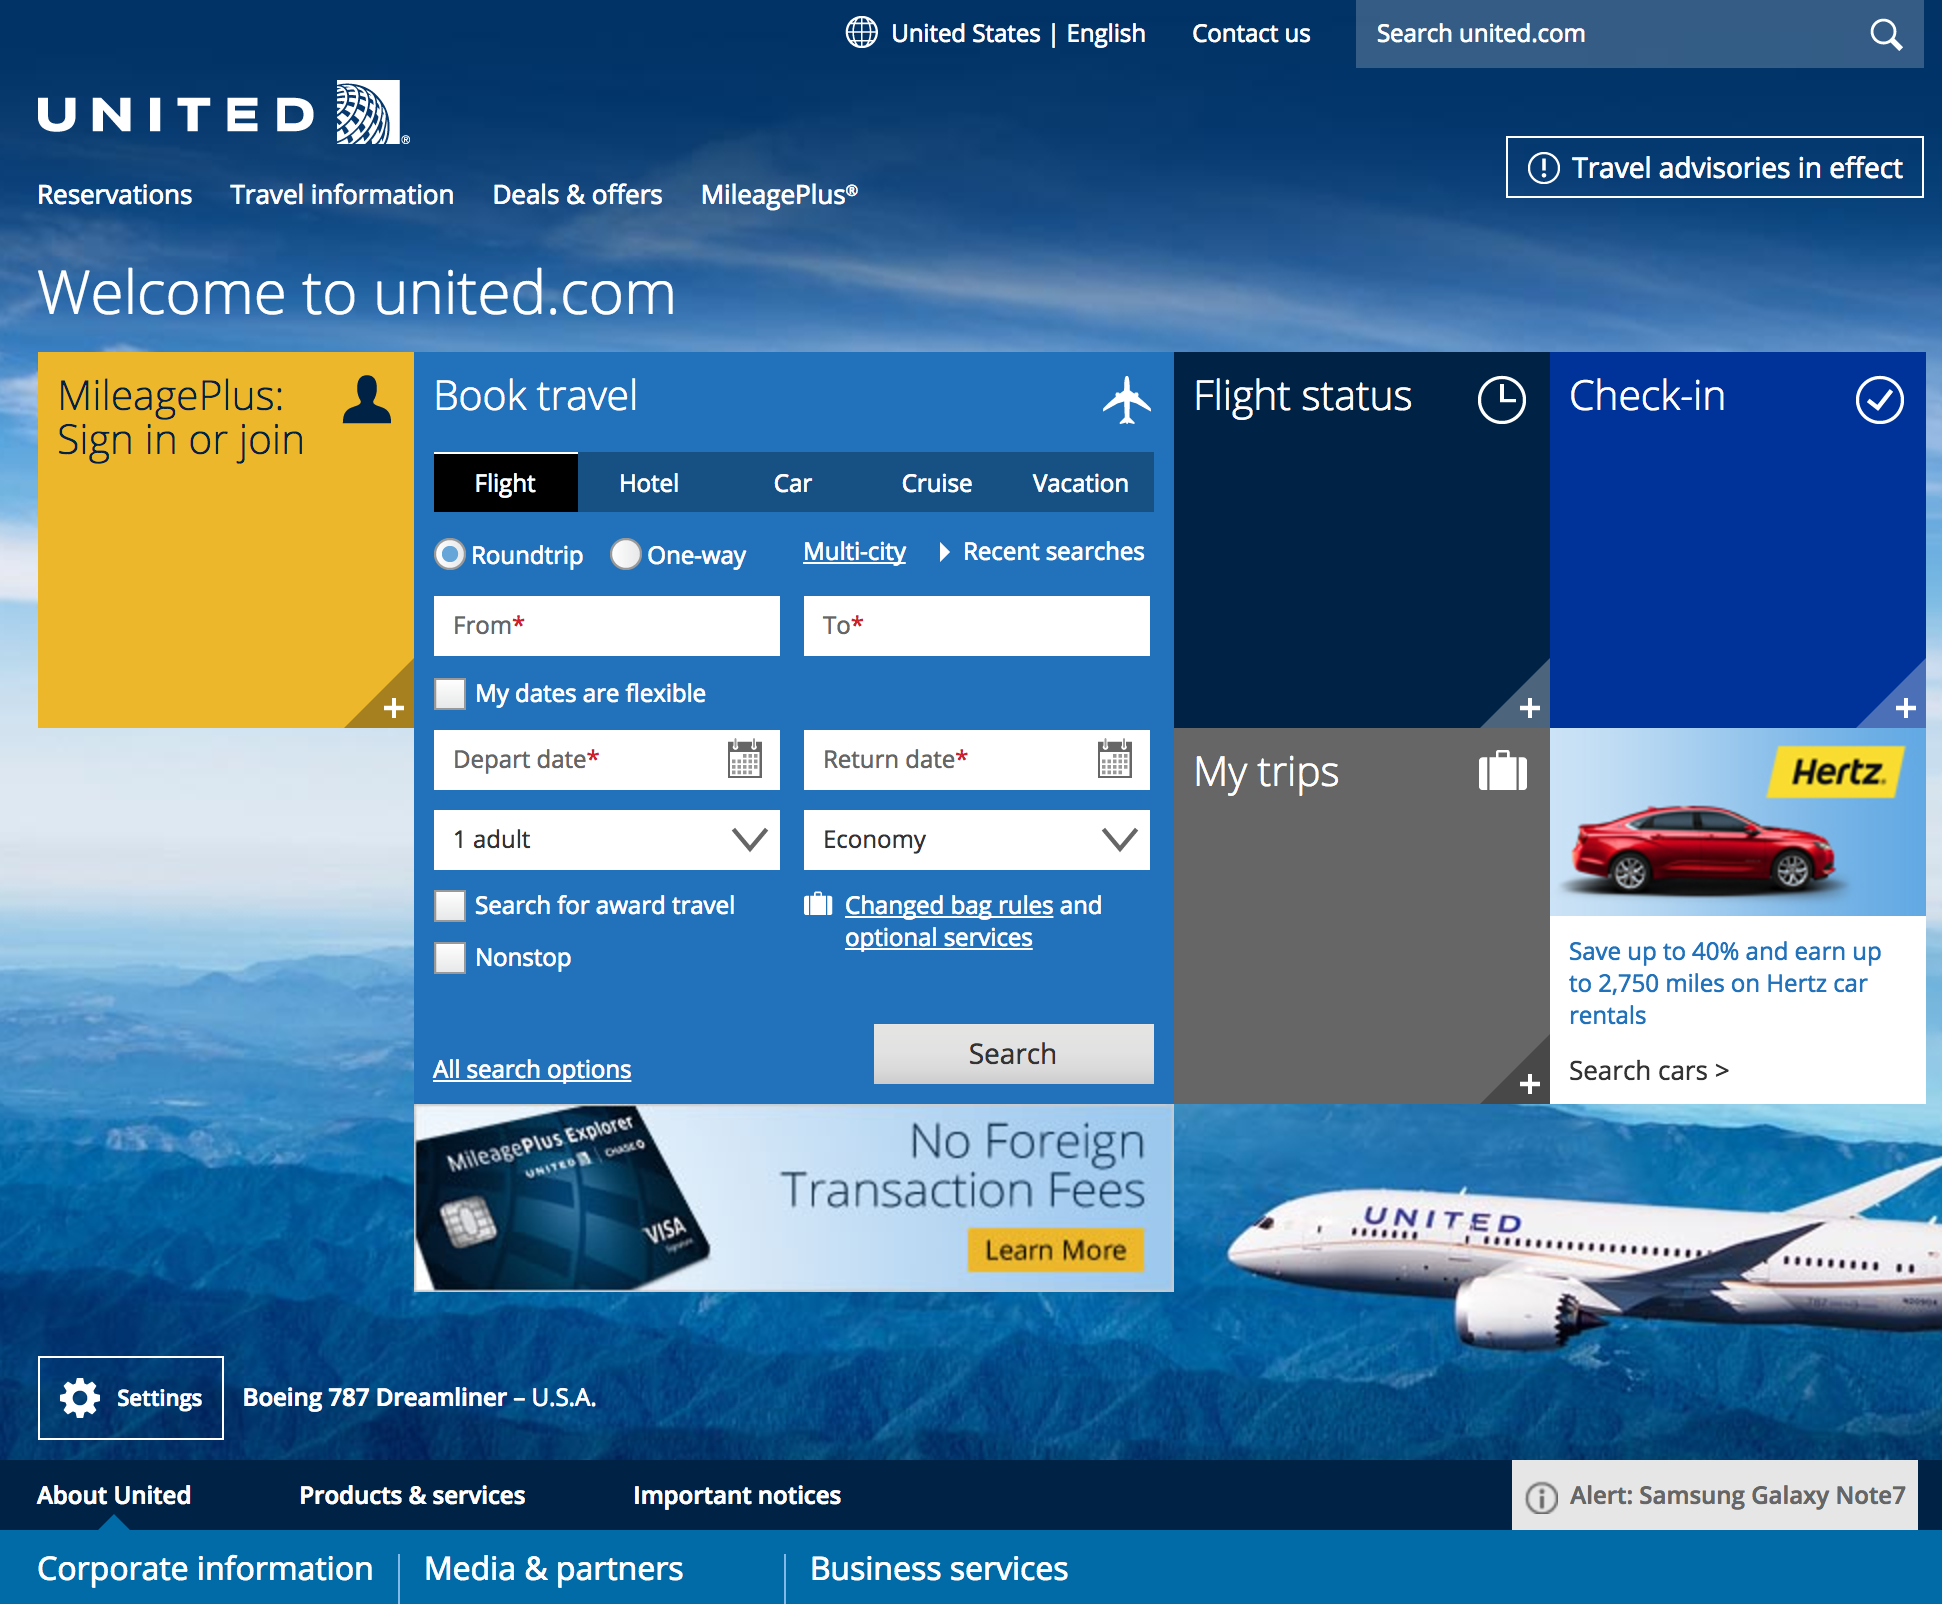 United States | English
Contact us
Search united.com
UNITED
®
Travel advisories in effect
Reservations
Travel information
Deals & offers
MileagePlus®
Welcome to united.com
MileagePlus:
Sign in or join
+
Book travel
Flight
Hotel
Car
Cruise
Vacation
Roundtrip
One-way
Multi-city
Recent searches
From*
To*
My dates are flexible
Depart date*
Return date*
1 adult
Economy
Search for award travel
Changed bag rules and
optional services
Nonstop
All search options
Search
Flight status
+
Check-in
+
My trips
+
Hertz.
Save up to 40% and earn up
to 2,750 miles on Hertz car
rentals
Search cars >
MileagePlus Explorer
UNITED
CHASE
VISA
Signature
No Foreign
Transaction Fees
Learn More
UNITED
Settings
Boeing 787 Dreamliner – U.S.A.
About United
Products & services
Important notices
Alert: Samsung Galaxy Note7
Corporate information
Media & partners
Business services